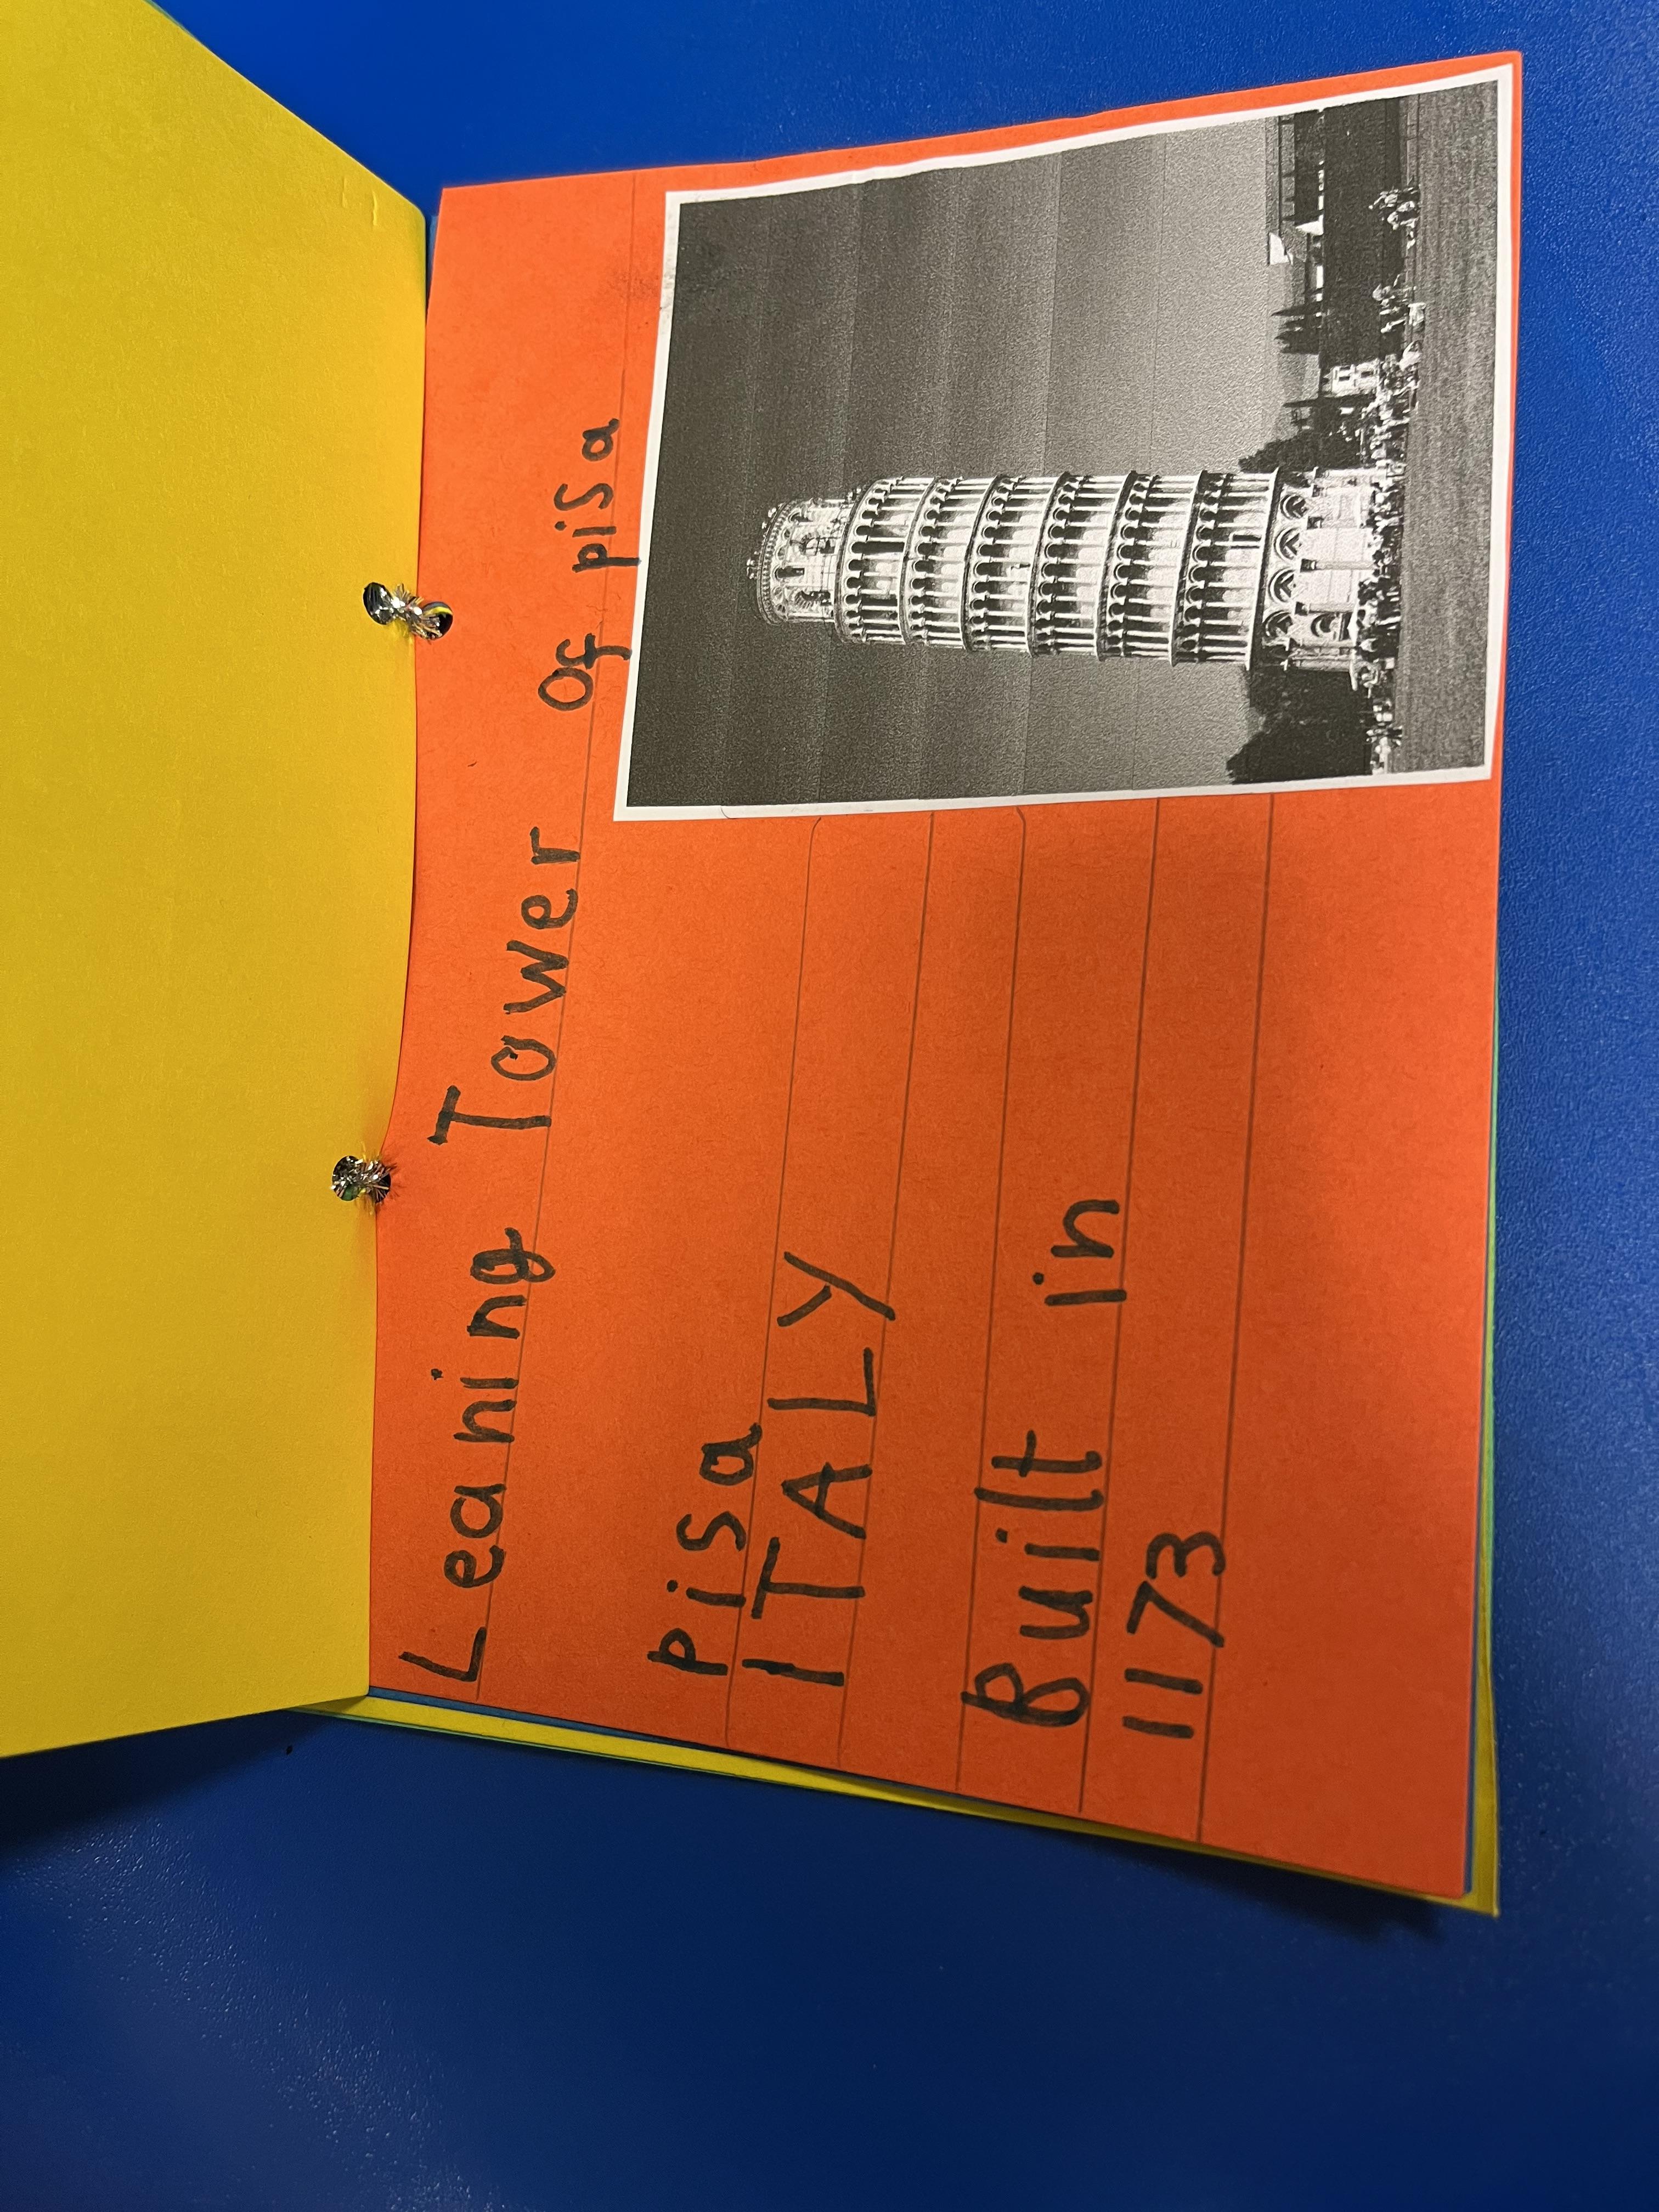 Leaning Tower of pisa
pisa
ITALY
Built in
1173